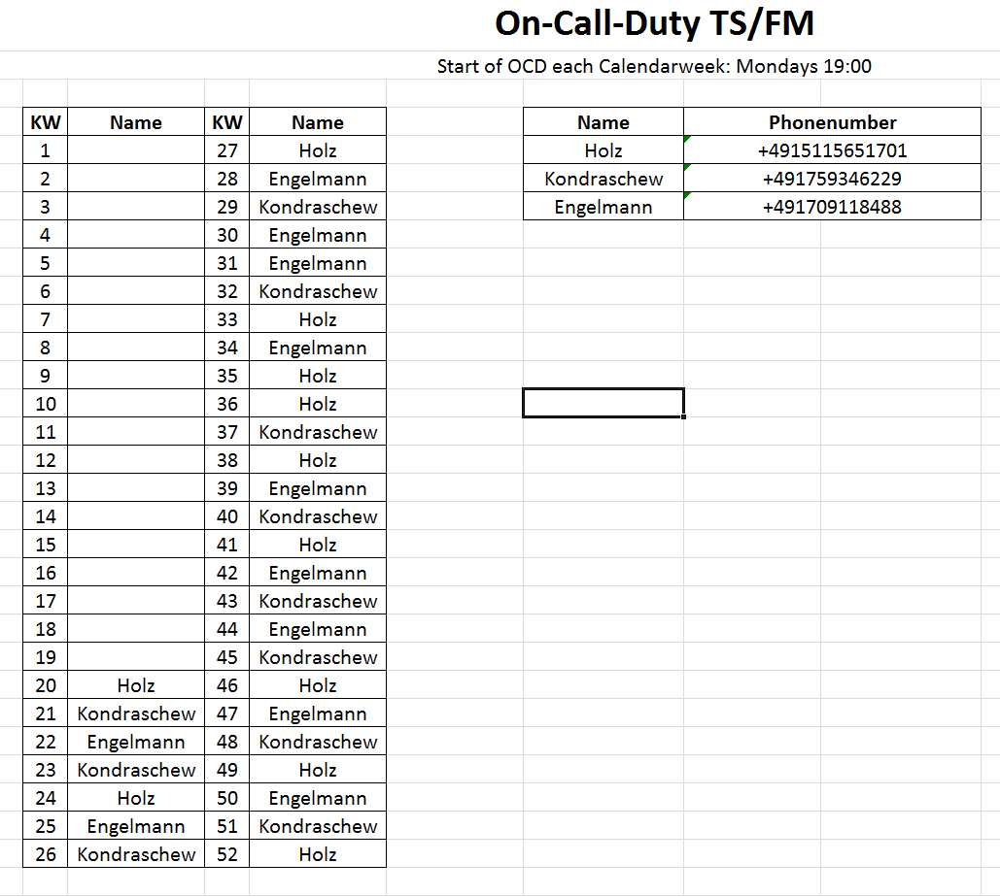 On-Call-Duty TS/FM
Start of OCD each Calendarweek: Mondays 19:00
KW Name KW Name Name Phonenumber
1 27 Holz Holz +4915115651701
2 28 Engelmann Kondraschew +491759346229
3 29 Kondraschew Engelmann +491709118488
4 30 Engelmann
5 31 Engelmann
6 32 Kondraschew
7 33 Holz
8 34 Engelmann
9 35 Holz
10 36 Holz
11 37 Kondraschew
12 38 Holz
13 39 Engelmann
14 40 Kondraschew
15 41 Holz
16 42 Engelmann
17 43 Kondraschew
18 44 Engelmann
19 45 Kondraschew
20 Holz 46 Holz
21 Kondraschew 47 Engelmann
22 Engelmann 48 Kondraschew
23 Kondraschew 49 Holz
24 Holz 50 Engelmann
25 Engelmann 51 Kondraschew
26 Kondraschew 52 Holz